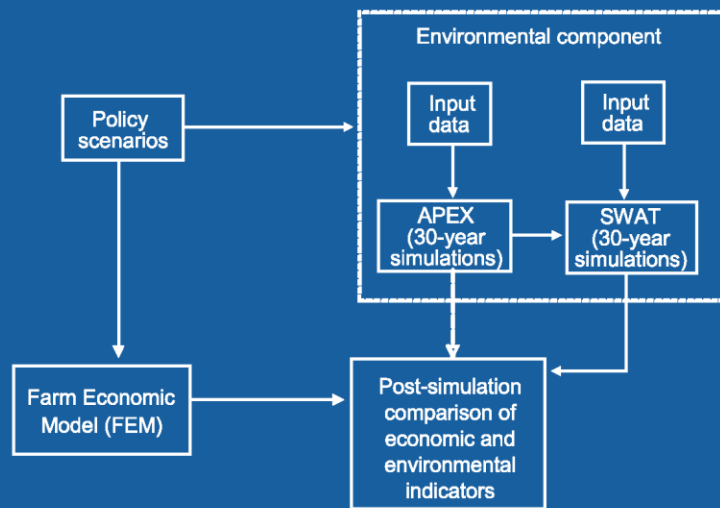 Environmental component
Policy
scenarios
Input
data
Input
data
APEX
(30-year
simulations)
SWAT
(30-year
simulations)
Farm Economic
Model (FEM)
Post-simulation
comparison of
economic and
environmental
indicators